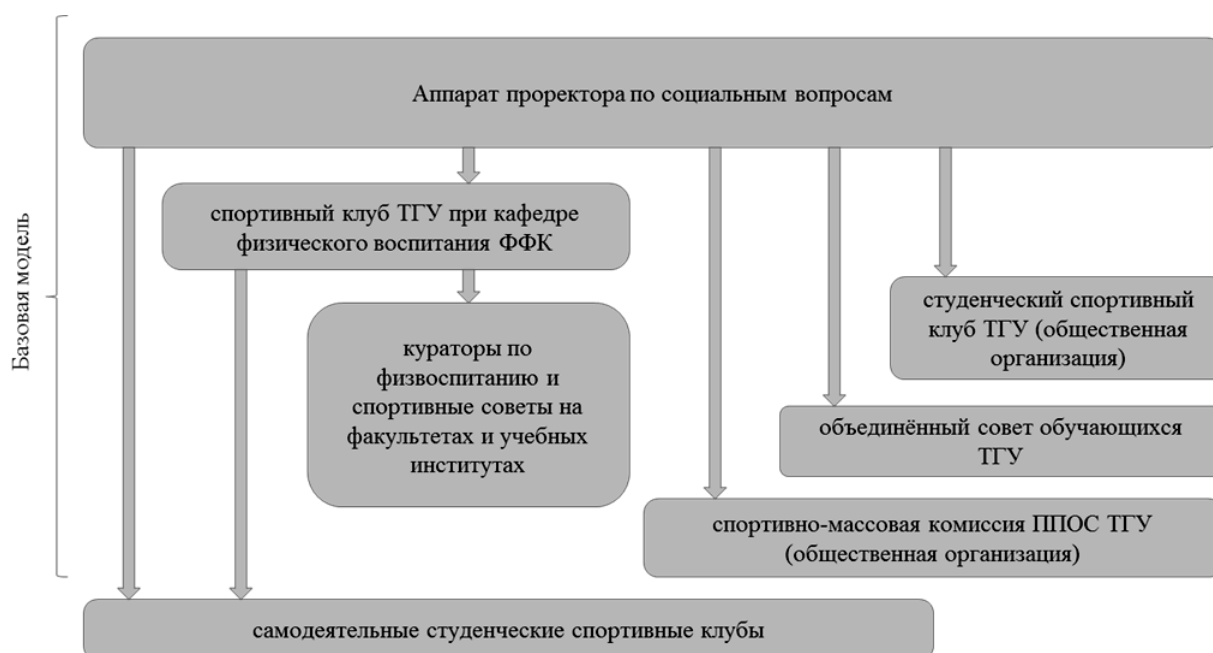 Базовая модель
Аппарат проректора по социальным вопросам
спортивный клуб ТГУ при кафедре
физического воспитания ФФК
кураторы по
физвоспитанию и
спортивные советы на
факультетах и учебных
институтах
студенческий спортивный
клуб ТГУ (общественная
организация)
объединённый совет обучающихся
ТГУ
спортивно-массовая комиссия ППОС ТГУ
(общественная организация)
самодеятельные студенческие спортивные клубы